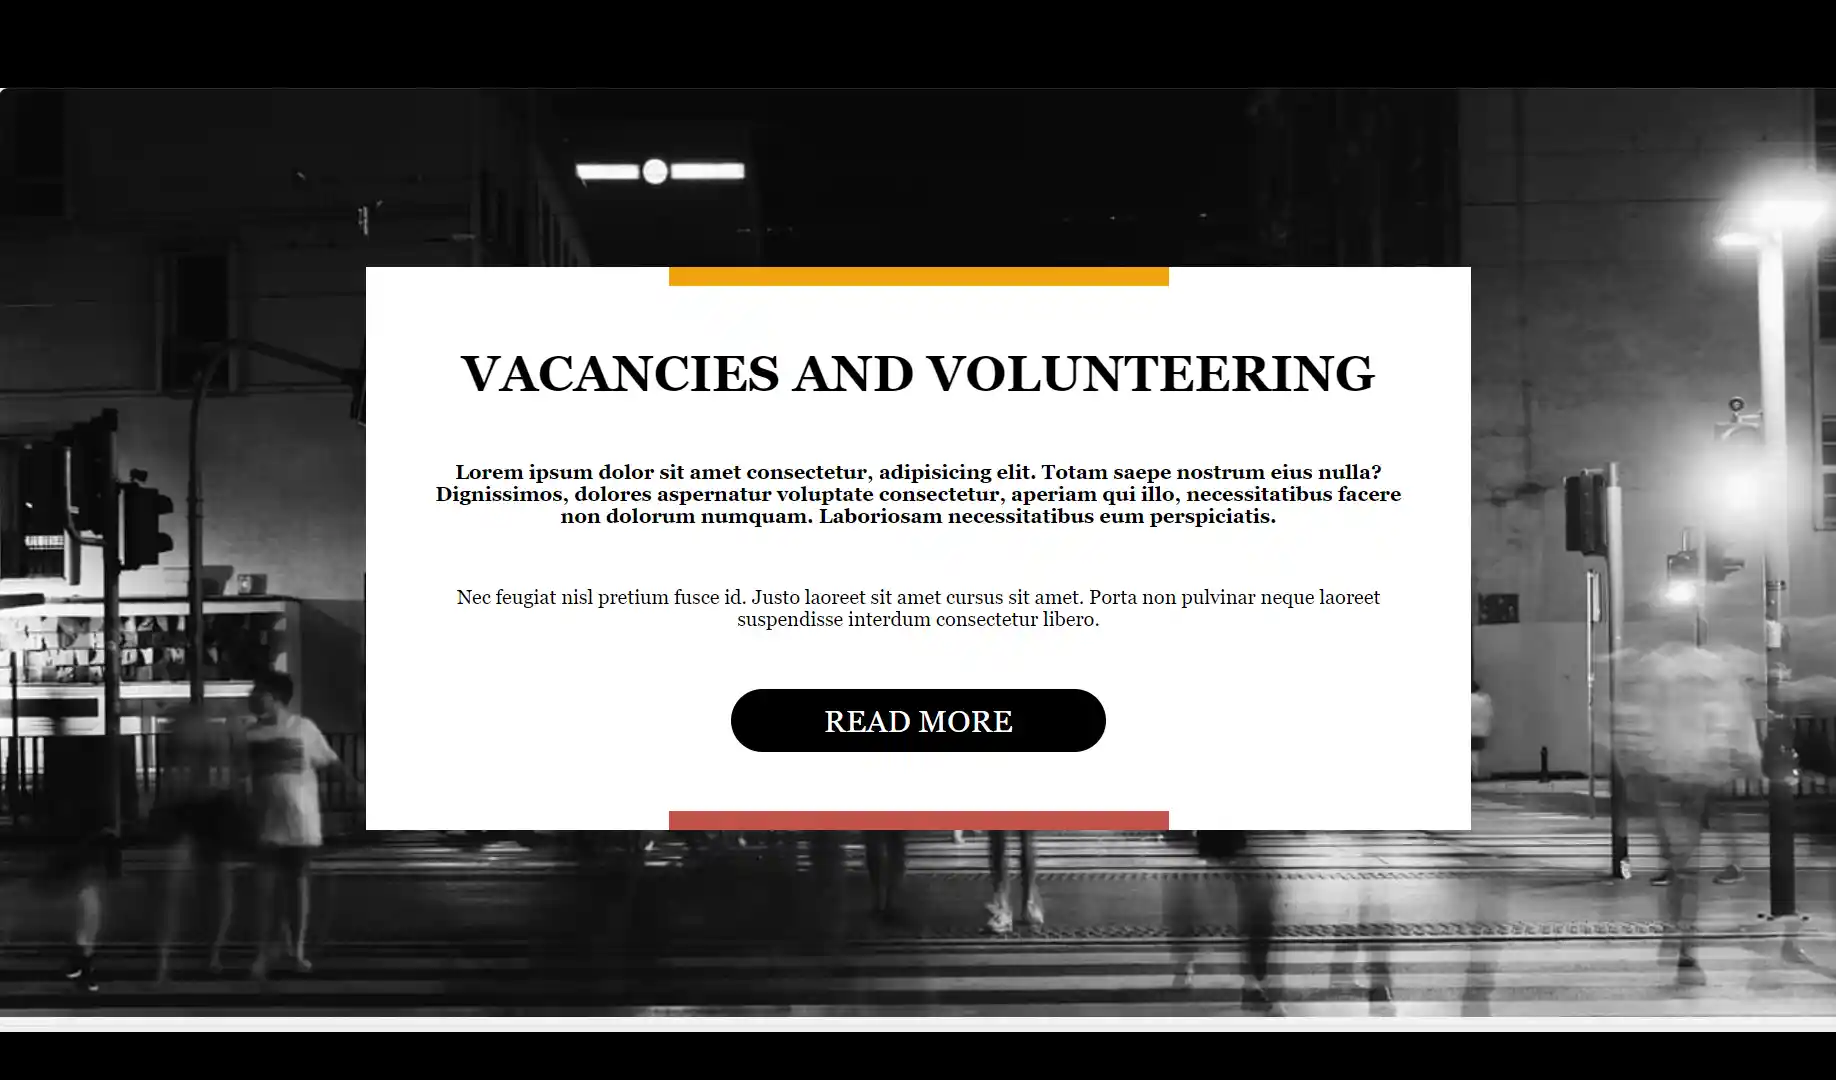 VACANCIES AND VOLUNTEERING
Lorem ipsum dolor sit amet consectetur, adipisicing elit. Totam saepe nostrum eius nulla?
Dignissimos, dolores aspernatur voluptate consectetur, aperiam qui illo, necessitatibus facere
non dolorum numquam. Laboriosam necessitatibus eum perspiciatis.
Nec feugiat nisl pretium fusce id. Justo laoreet sit amet cursus sit amet. Porta non pulvinar neque laoreet
suspendisse interdum consectetur libero.
READ MORE